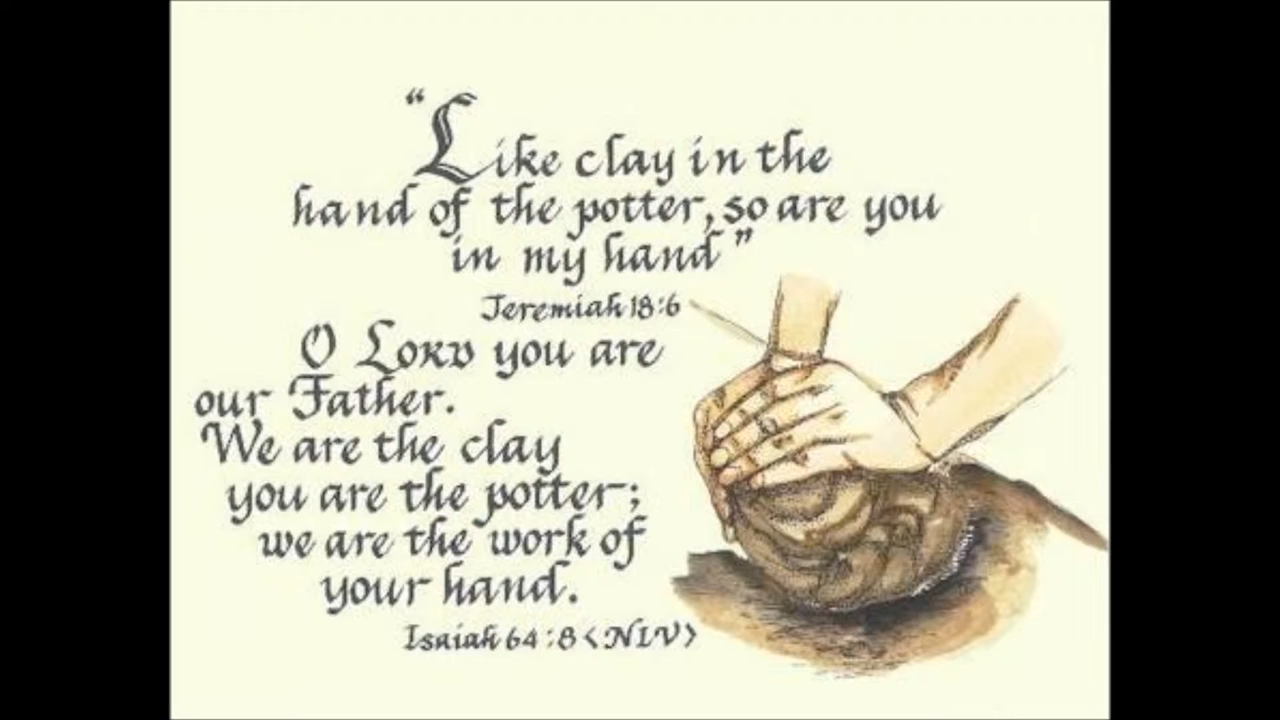 "Like clay in the
hand of the potter, so are you
in my hand"
Jeremiah 18:6
O LORD you are
our Father.
We are the clay
you are the potter;
we are the work of
your hand.
Isaiah 64:8 <NIV>